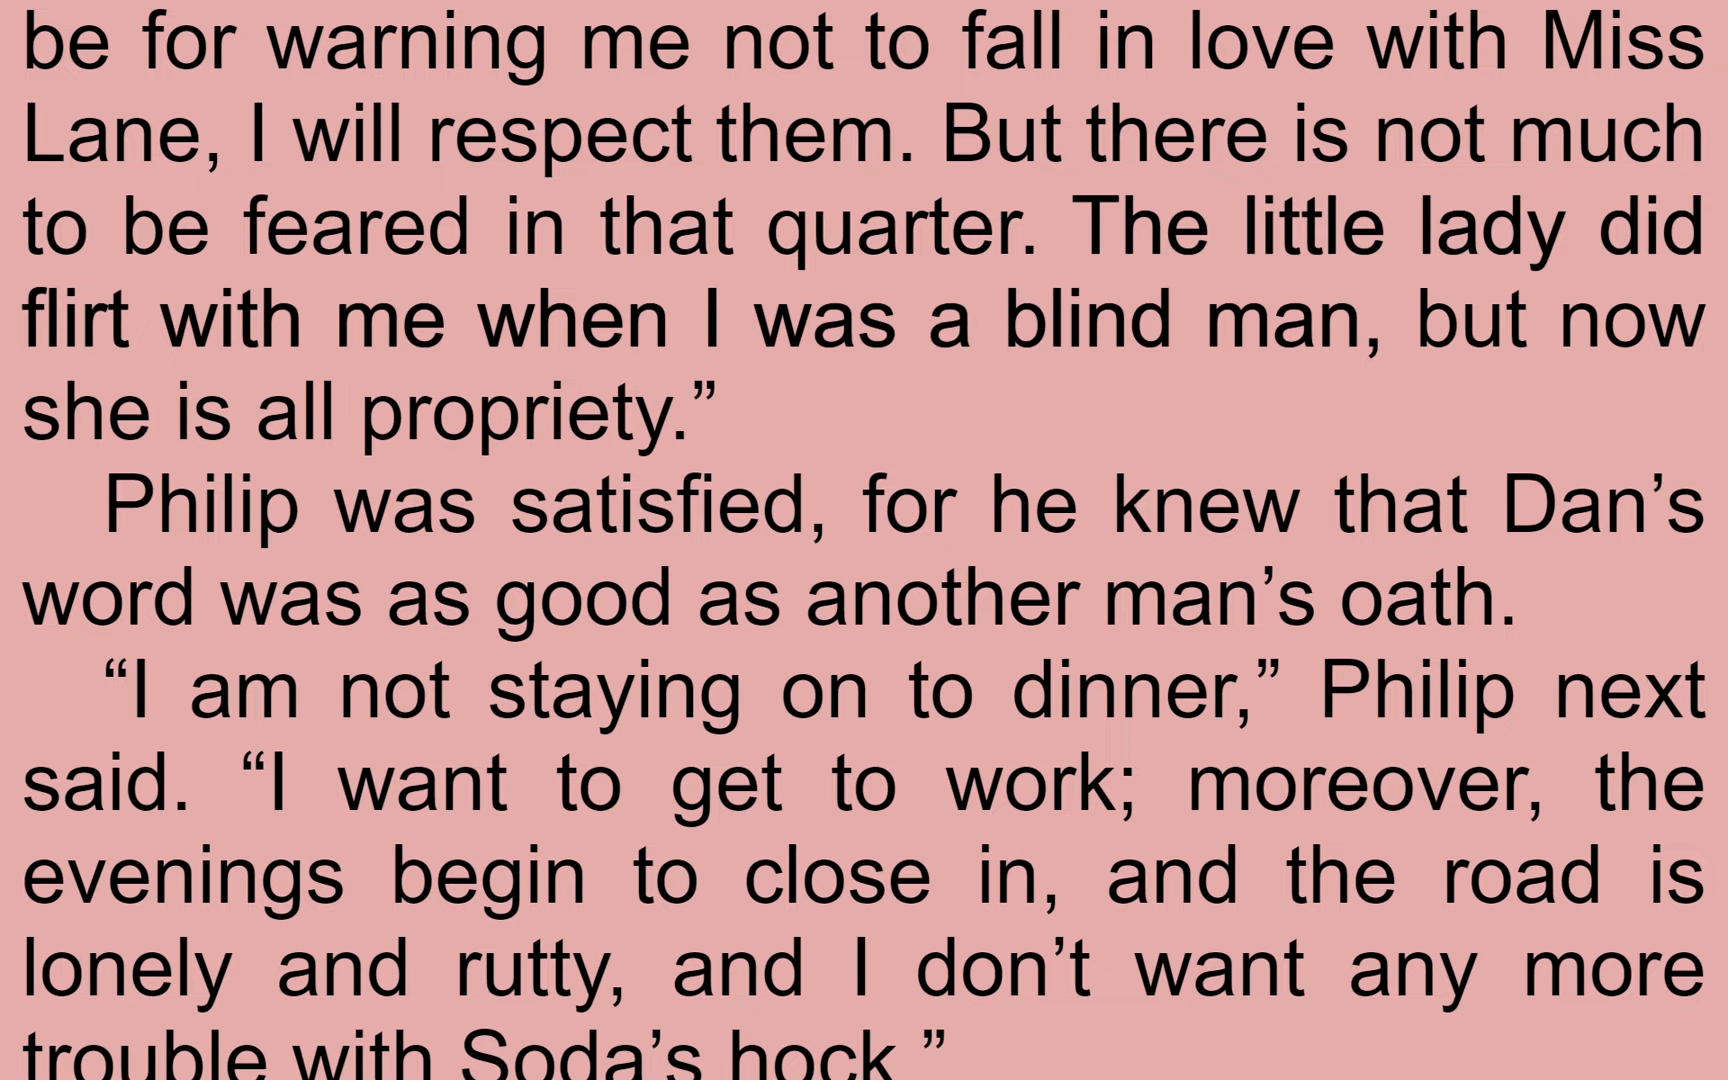 be for warning me not to fall in love with Miss
Lane, I will respect them. But there is not much
to be feared in that quarter. The little lady did
flirt with me when I was a blind man, but now
she is all propriety.”
Philip was satisfied, for he knew that Dan’s
word was as good as another man’s oath.
“I am not staying on to dinner,” Philip next
said. “I want to get to work; moreover, the
evenings begin to close in, and the road is
lonely and rutty, and I don’t want any more
trouble with Soda’s hock.”